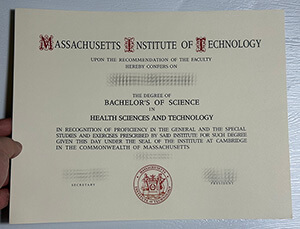 MASSACHUSETTS INSTITUTE OF TECHNOLOGY
UPON THE RECOMMENDATION OF THE FACULTY
HEREBY CONFERS ON
THE DEGREE OF
BACHELOR'S OF SCIENCE
IN
HEALTH SCIENCES AND TECHNOLOGY
IN RECOGNITION OF PROFICIENCY IN THE GENERAL AND THE SPECIAL
STUDIES AND EXERCISES PRESCRIBED BY SAID INSTITUTE FOR SUCH DEGREE
GIVEN THIS DAY UNDER THE SEAL OF THE INSTITUTE AT CAMBRIDGE
IN THE COMMONWEALTH OF MASSACHUSETTS
SECRETARY
PRESIDENT